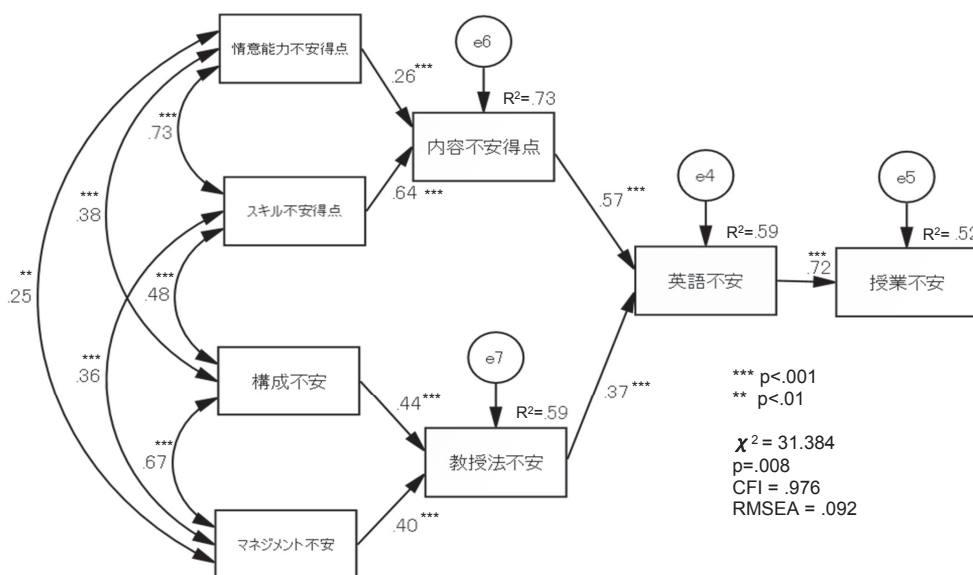 情意能力不安得点
e6
.26***
R²=.73
***
.73
内容不安得点
スキル不安得点
.64 ***
***
.38
.57 ***
e4
e5
R²=.59
R²=.52
英語不安
***
.72
授業不安
**
.25
***
.48
***
.36
構成不安
e7
.44***
R²=.59
.37 ***
***
.67
教授法不安
.40 ***
マネジメント不安
*** p<.001
** p<.01
χ² = 31.384
p=.008
CFI = .976
RMSEA = .092